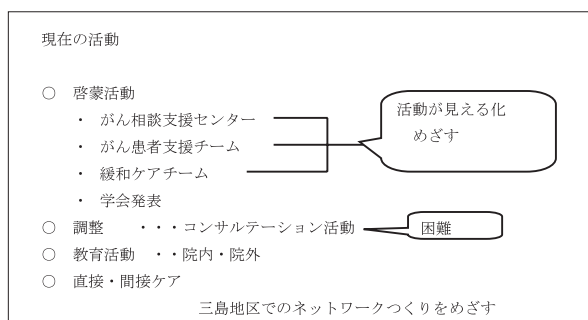 現在の活動
○ 啓蒙活動
・ がん相談支援センター
・ がん患者支援チーム
・ 緩和ケアチーム
・ 学会発表
活動が見える化
めざす
○ 調整 ・・・コンサルテーション活動
困難
○ 教育活動 ・・院内・院外
○ 直接・間接ケア
三島地区でのネットワークつくりをめざす